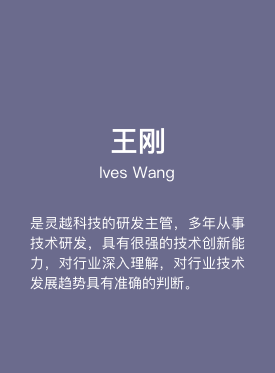 王刚
Ives Wang
是灵越科技的研发主管，多年从事
技术研发，具有很强的技术创新能
力，对行业深入理解，对行业技术
发展趋势具有准确的判断。